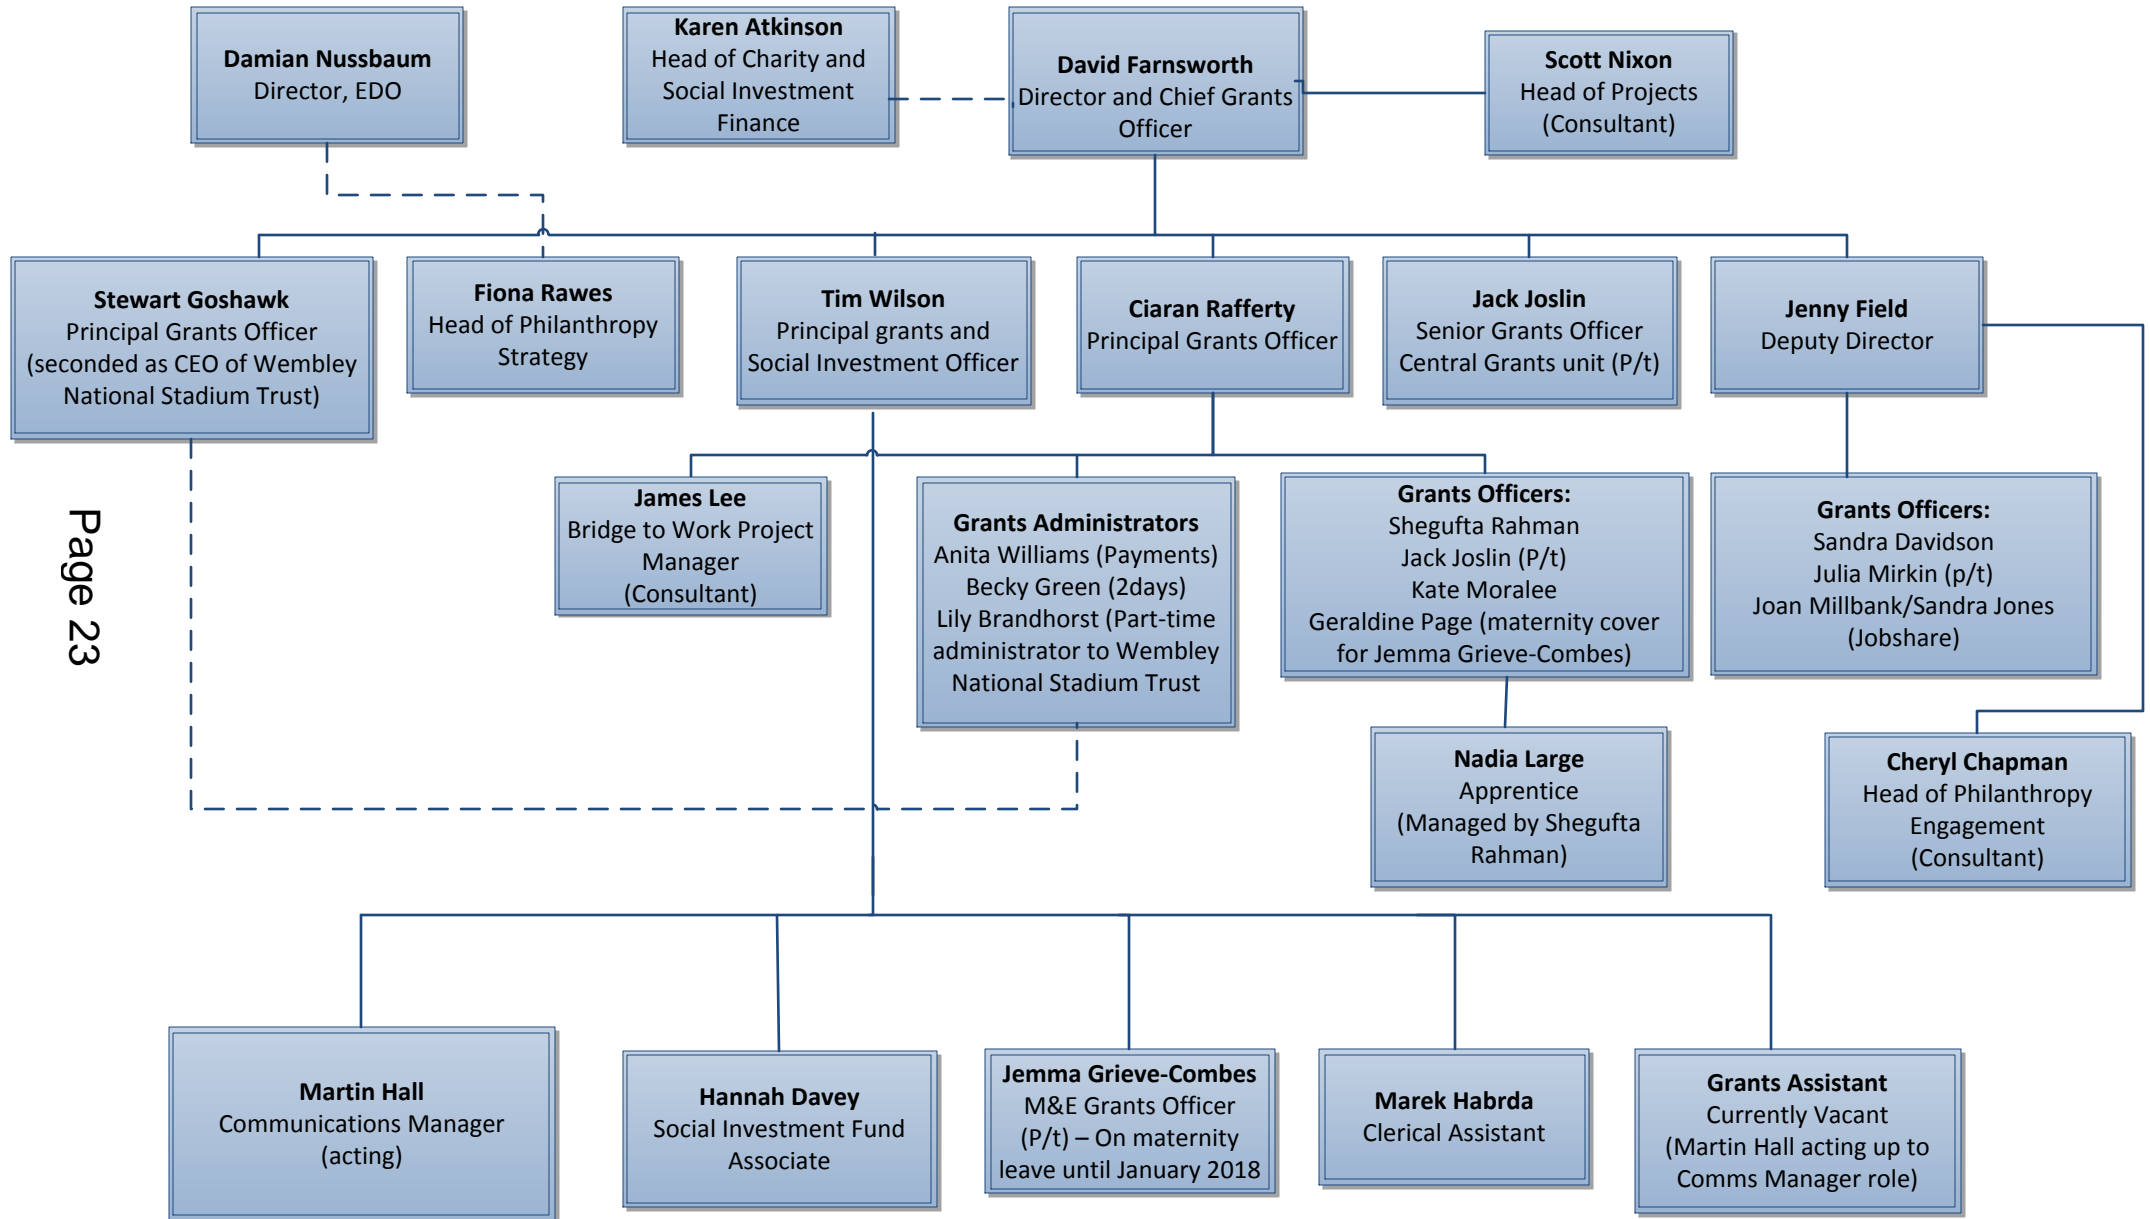 Damian Nussbaum
Director, EDO
Karen Atkinson
Head of Charity and
Social Investment
Finance
David Farnsworth
Director and Chief Grants
Officer
Scott Nixon
Head of Projects
(Consultant)
Stewart Goshawk
Principal Grants Officer
(seconded as CEO of Wembley
National Stadium Trust)
Fiona Rawes
Head of Philanthropy
Strategy
Tim Wilson
Principal grants and
Social Investment Officer
Ciaran Rafferty
Principal Grants Officer
Jack Joslin
Senior Grants Officer
Central Grants unit (P/t)
Jenny Field
Deputy Director
Page 23
James Lee
Bridge to Work Project
Manager
(Consultant)
Grants Administrators
Anita Williams (Payments)
Becky Green (2days)
Lily Brandhorst (Part-time
administrator to Wembley
National Stadium Trust
Grants Officers:
Shegufta Rahman
Jack Joslin (P/t)
Kate Moralee
Geraldine Page (maternity cover
for Jemma Grieve-Combes)
Grants Officers:
Sandra Davidson
Julia Mirkin (p/t)
Joan Millbank/Sandra Jones
(Jobshare)
Nadia Large
Apprentice
(Managed by Shegufta
Rahman)
Cheryl Chapman
Head of Philanthropy
Engagement
(Consultant)
Martin Hall
Communications Manager
(acting)
Hannah Davey
Social Investment Fund
Associate
Jemma Grieve-Combes
M&E Grants Officer
(P/t) – On maternity
leave until January 2018
Marek Habrda
Clerical Assistant
Grants Assistant
Currently Vacant
(Martin Hall acting up to
Comms Manager role)